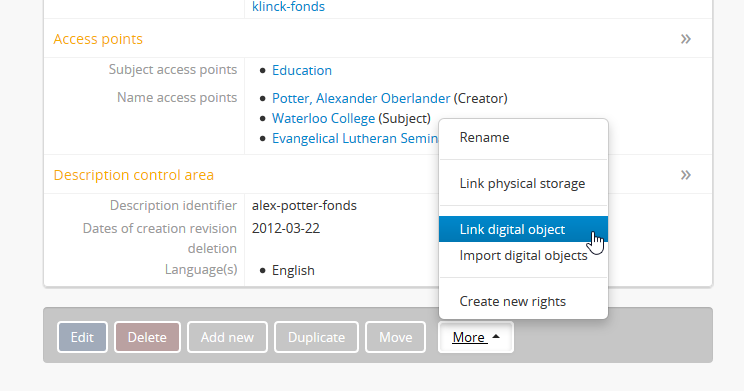 klinck-fonds
Access points »
Subject access points • Education
Name access points • Potter, Alexander Oberlander (Creator)
• Waterloo College (Subject)
• Evangelical Lutheran Semin
Description control area »
Description identifier alex-potter-fonds
Dates of creation revision 2012-03-22
deletion
Language(s) • English
Rename
Link physical storage
Link digital object
Import digital objects
Create new rights
Edit Delete Add new Duplicate Move More